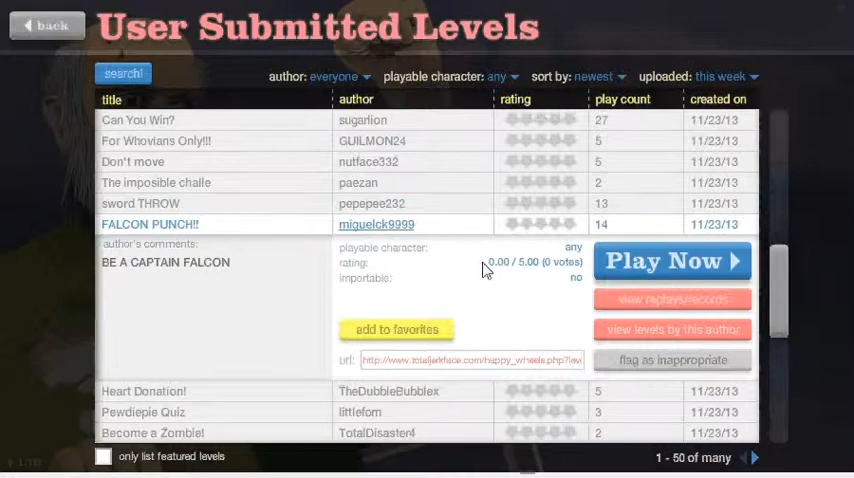 back
User Submitted Levels
search!
author: everyone playable character: any sort by: newest uploaded: this week
title author rating play count created on
Can You Win? sugarlion 27 11/23/13
For Whovians Only!!! GUILMON24 5 11/23/13
Don't move nutface332 5 11/23/13
The imposible challe paezan 2 11/23/13
sword THROW pepepee232 13 11/23/13
FALCON PUNCH!! miguelck9999 14 11/23/13
author's comments: playable character: any
BE A CAPTAIN FALCON rating: 0.00 / 5.00 (0 votes) Play Now
importable: no
view replays/records
add to favorites view levels by this author
url: http://www.totaljerkface.com/happy_wheels.php?lev flag as inappropriate
Heart Donation! TheDubbleBubblex 5 11/23/13
Pewdiepie Quiz littlefom 3 11/23/13
Become a Zombie! TotalDisaster4 2 11/23/13
only list featured levels 1 - 50 of many